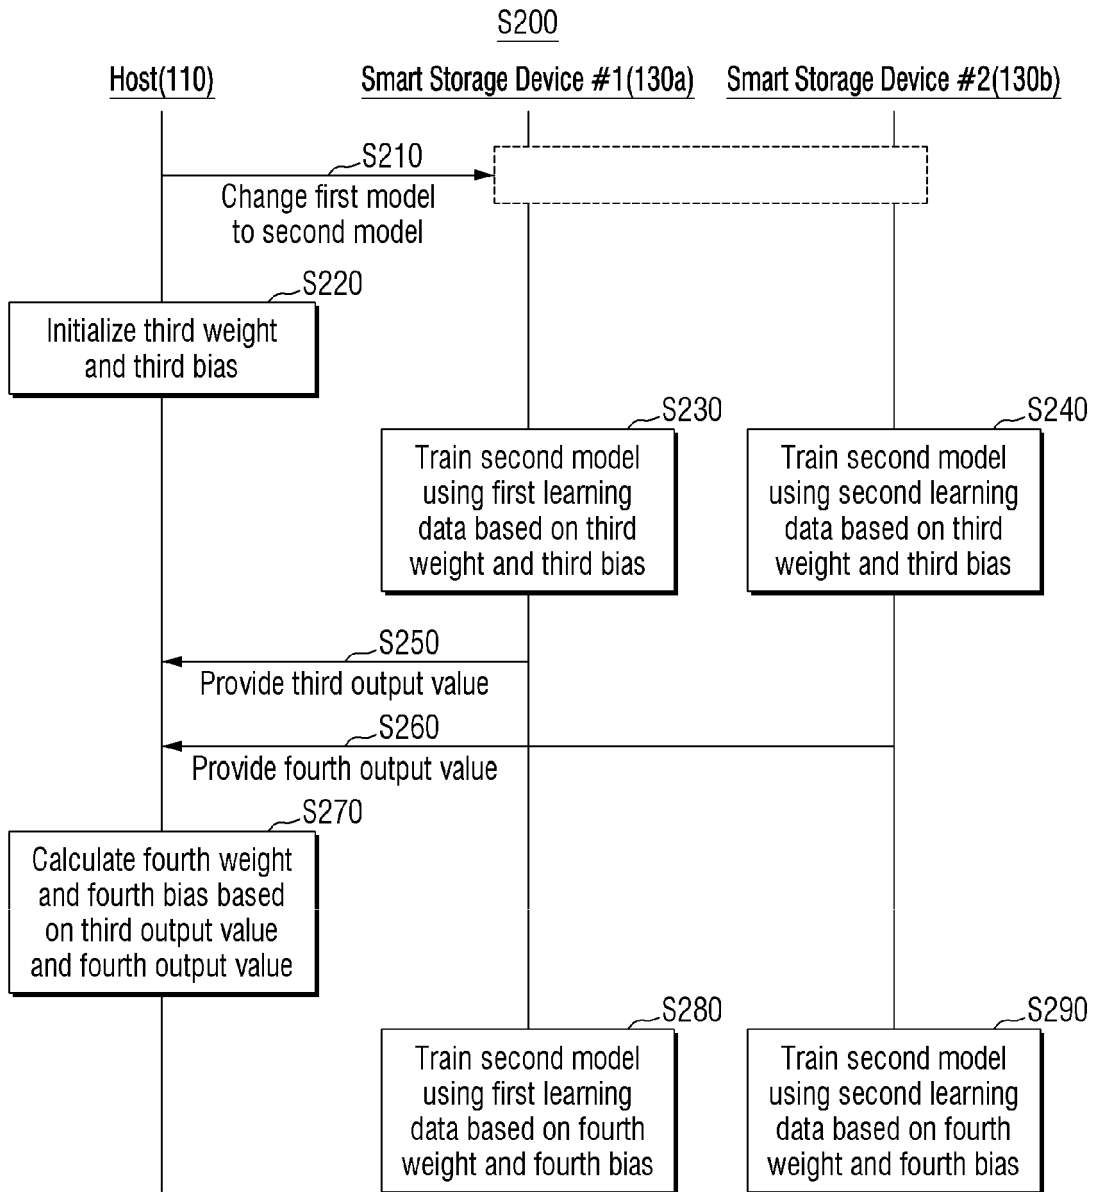 S200
Host(110)
Smart Storage Device #1(130a)
Smart Storage Device #2(130b)
S210
Change first model
to second model
S220
Initialize third weight
and third bias
S230
Train second model
using first learning
data based on third
weight and third bias
S240
Train second model
using second learning
data based on third
weight and third bias
S250
Provide third output value
S260
Provide fourth output value
S270
Calculate fourth weight
and fourth bias based
on third output value
and fourth output value
S280
Train second model
using first learning
data based on fourth
weight and fourth bias
S290
Train second model
using second learning
data based on fourth
weight and fourth bias